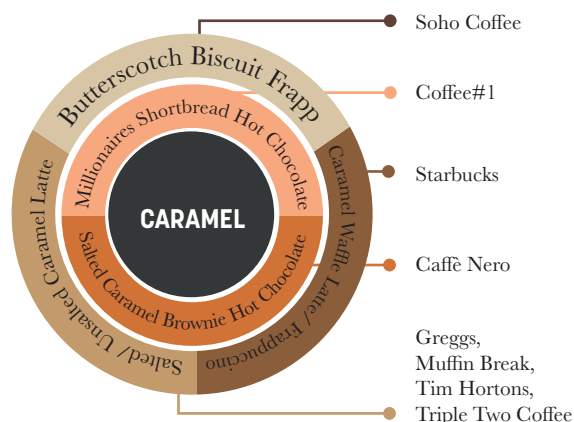 Butterscotch Biscuit Frapp
Millionaires Shortbread Hot Chocolate
CARAMEL
Salted Caramel Brownie Hot Chocolate
Caramel Waffle Latte/ Frappuccino
Salted/ Unsalted Caramel Latte
Soho Coffee
Coffee#1
Starbucks
Caffè Nero
Greggs,
Muffin Break,
Tim Hortons,
Triple Two Coffee